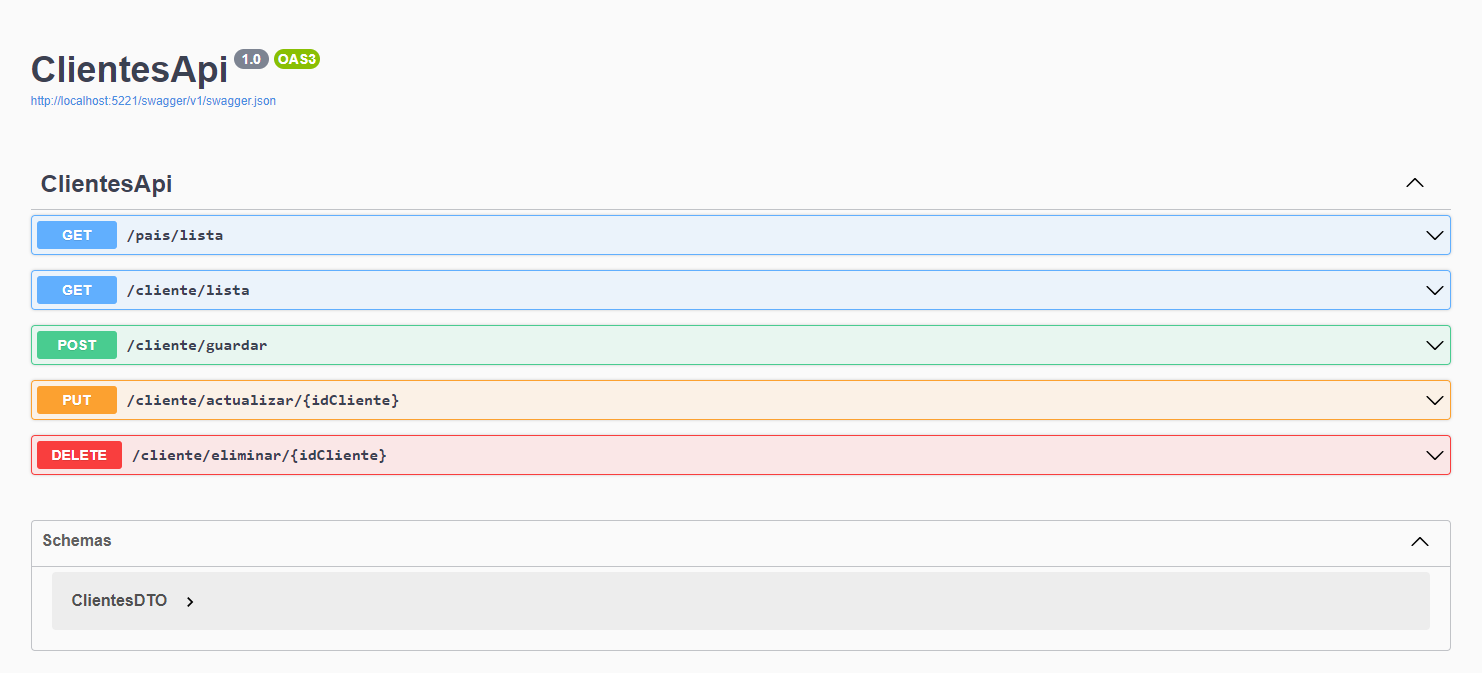 ClientesApi 1.0 OAS3
http://localhost:5221/swagger/v1/swagger.json
ClientesApi
GET /pais/lista
GET /cliente/lista
POST /cliente/guardar
PUT /cliente/actualizar/{idCliente}
DELETE /cliente/eliminar/{idCliente}
Schemas
ClientesDTO